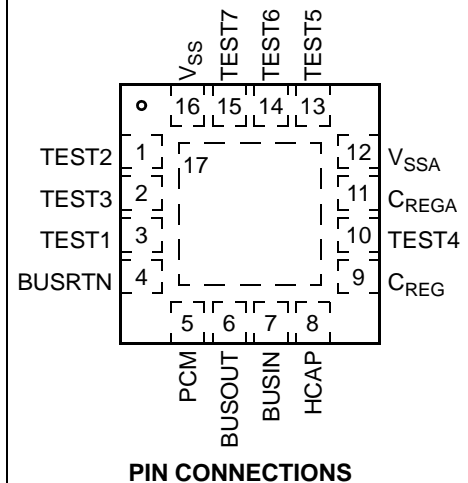 VSS
TEST7
TEST6
TEST5
16
15
14
13
TEST2
1
17
12
VSSA
TEST3
2
11
CREGA
TEST1
3
10
TEST4
BUSRTN
4
9
CREG
5
6
7
8
PCM
BUSOUT
BUSIN
HCAP
PIN CONNECTIONS